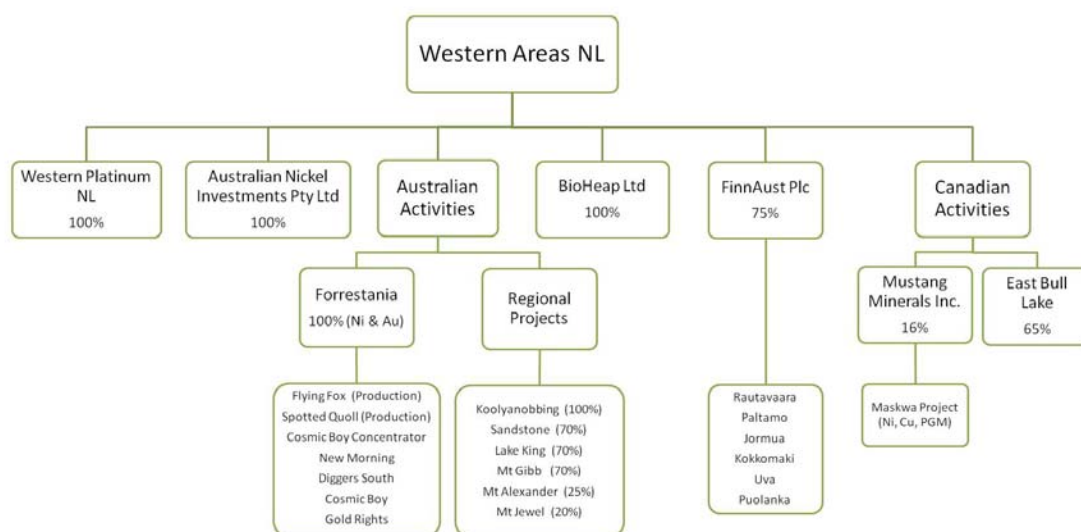 Western Areas NL
Western Platinum
NL
100%
Australian Nickel
Investments Pty Ltd
100%
Australian
Activities
BioHeap Ltd
100%
FinnAust Plc
75%
Canadian
Activities
Forrestania
100% (Ni & Au)
Regional
Projects
Mustang
Minerals Inc.
16%
East Bull
Lake
65%
Flying Fox (Production)
Spotted Quoll (Production)
Cosmic Boy Concentrator
New Morning
Diggers South
Cosmic Boy
Gold Rights
Koolyanobbing (100%)
Sandstone (70%)
Lake King (70%)
Mt Gibb (70%)
Mt Alexander (25%)
Mt Jewel (20%)
Rautavaara
Paltamo
Jormua
Kokkomaki
Uva
Puolanka
Maskwa Project
(Ni, Cu, PGM)